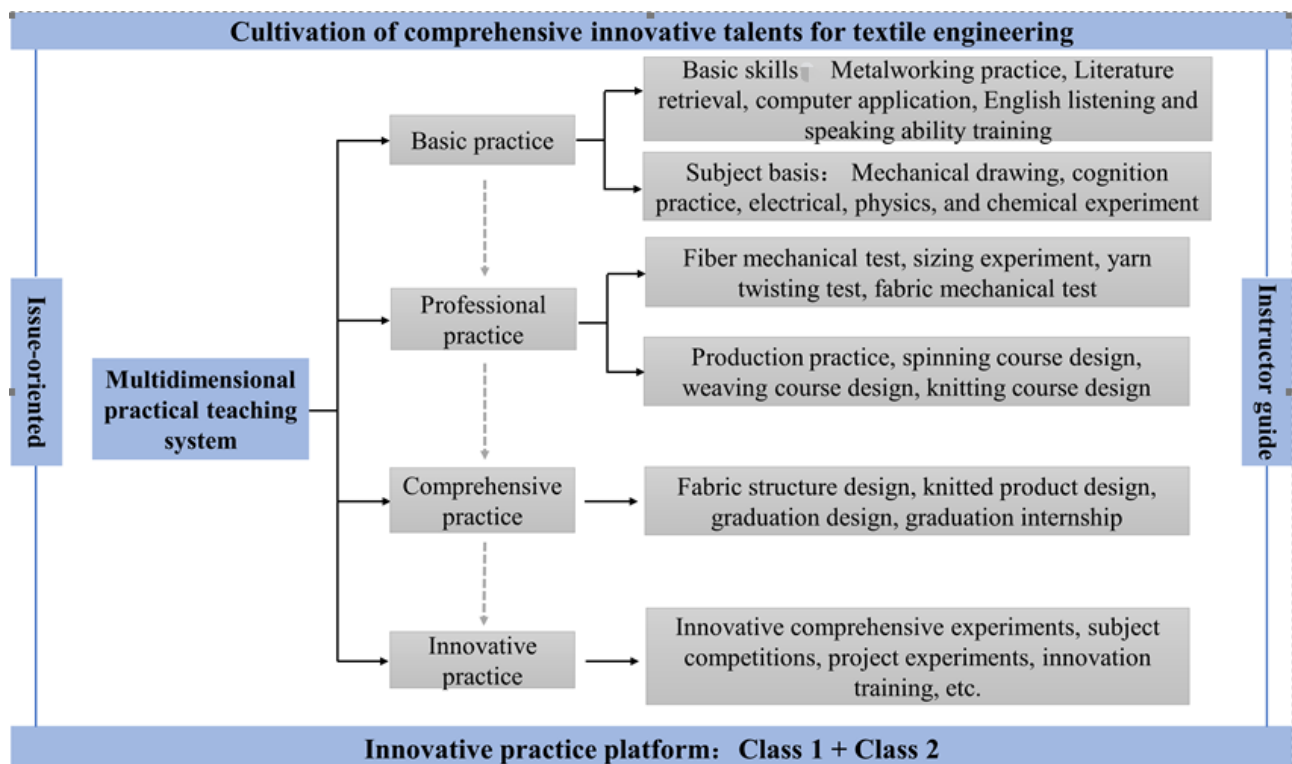 Cultivation of comprehensive innovative talents for textile engineering
Basic skills Metalworking practice, Literature
retrieval, computer application, English listening and
speaking ability training
Basic practice
Subject basis： Mechanical drawing, cognition
practice, electrical, physics, and chemical experiment
Fiber mechanical test, sizing experiment, yarn
twisting test, fabric mechanical test
Professional
practice
Production practice, spinning course design,
weaving course design, knitting course design
Issue-oriented
Multidimensional
practical teaching
system
Instructor guide
Comprehensive
practice
Fabric structure design, knitted product design,
graduation design, graduation internship
Innovative
practice
Innovative comprehensive experiments, subject
competitions, project experiments, innovation
training, etc.
Innovative practice platform： Class 1 + Class 2